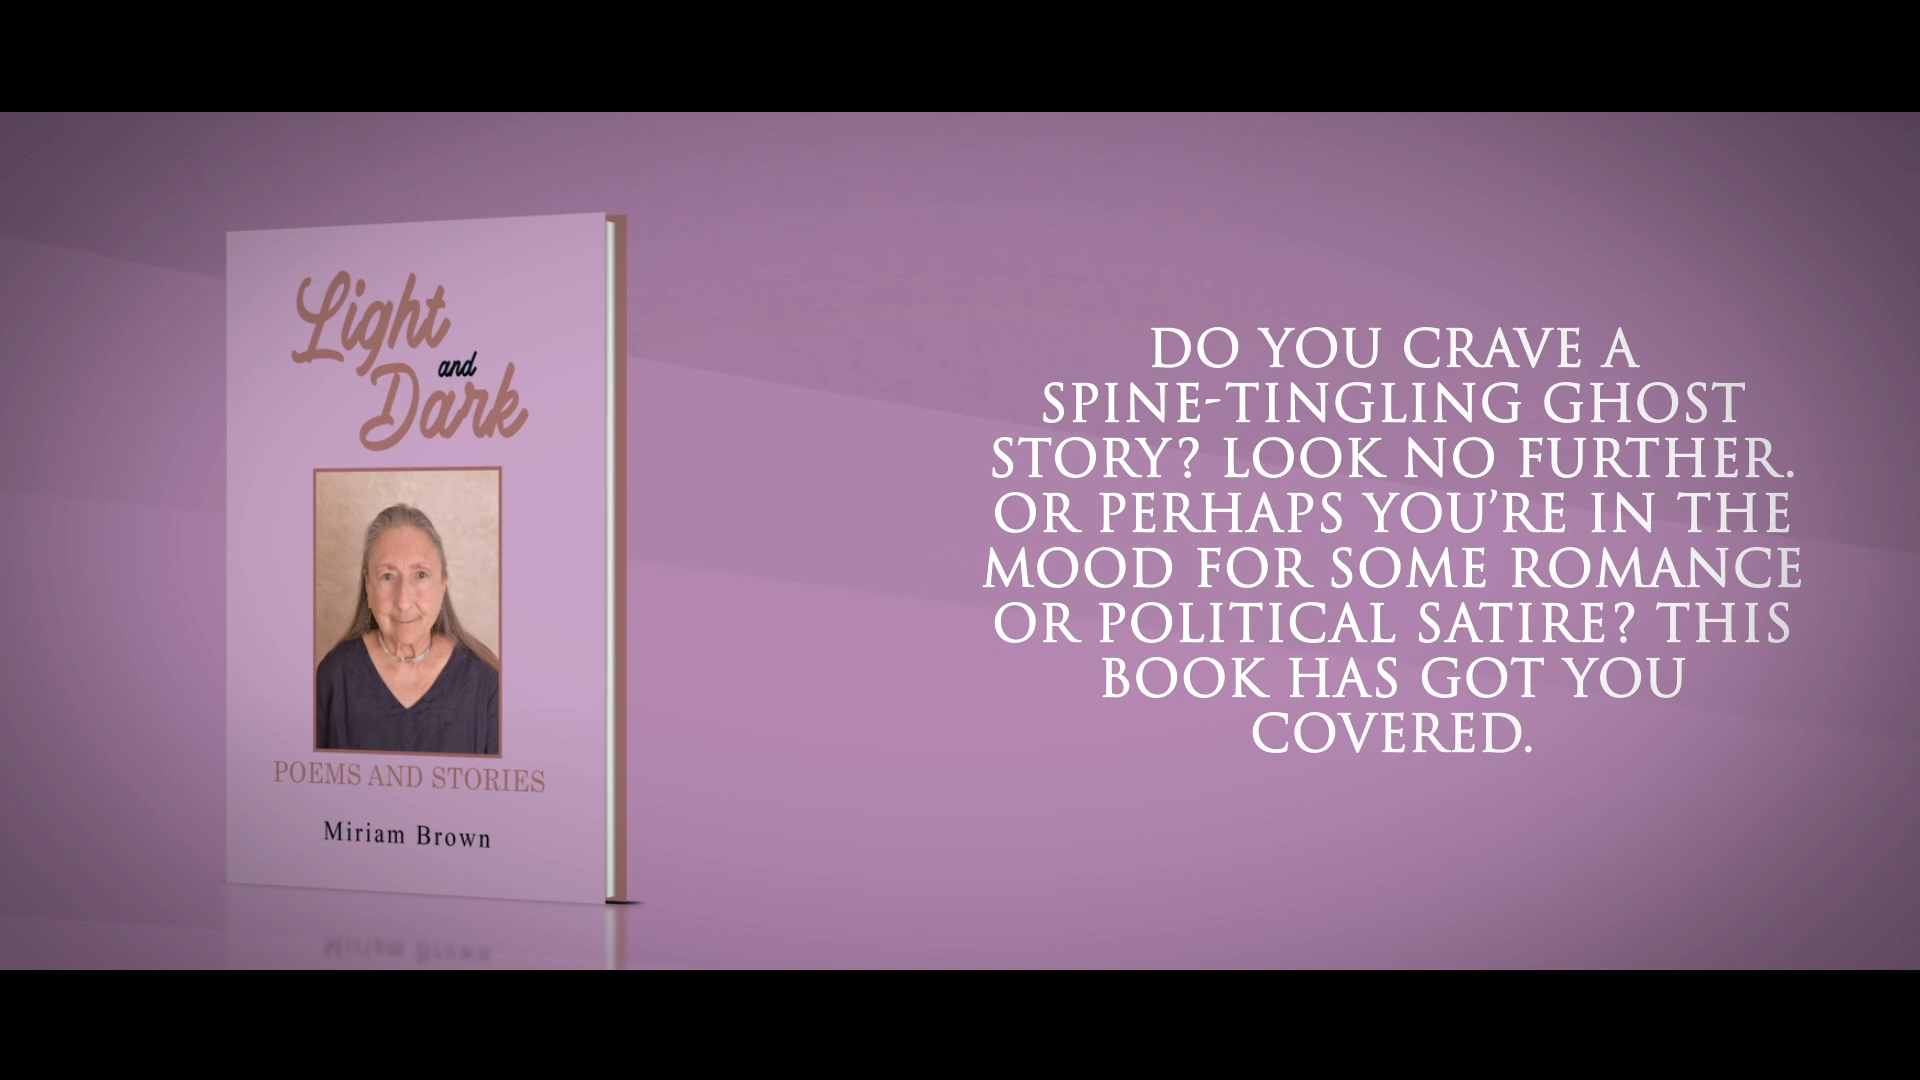 Light
and
Dark
POEMS AND STORIES
Miriam Brown
DO YOU CRAVE A
SPINE-TINGLING GHOST
STORY? LOOK NO FURTHER.
OR PERHAPS YOU’RE IN THE
MOOD FOR SOME ROMANCE
OR POLITICAL SATIRE? THIS
BOOK HAS GOT YOU
COVERED.